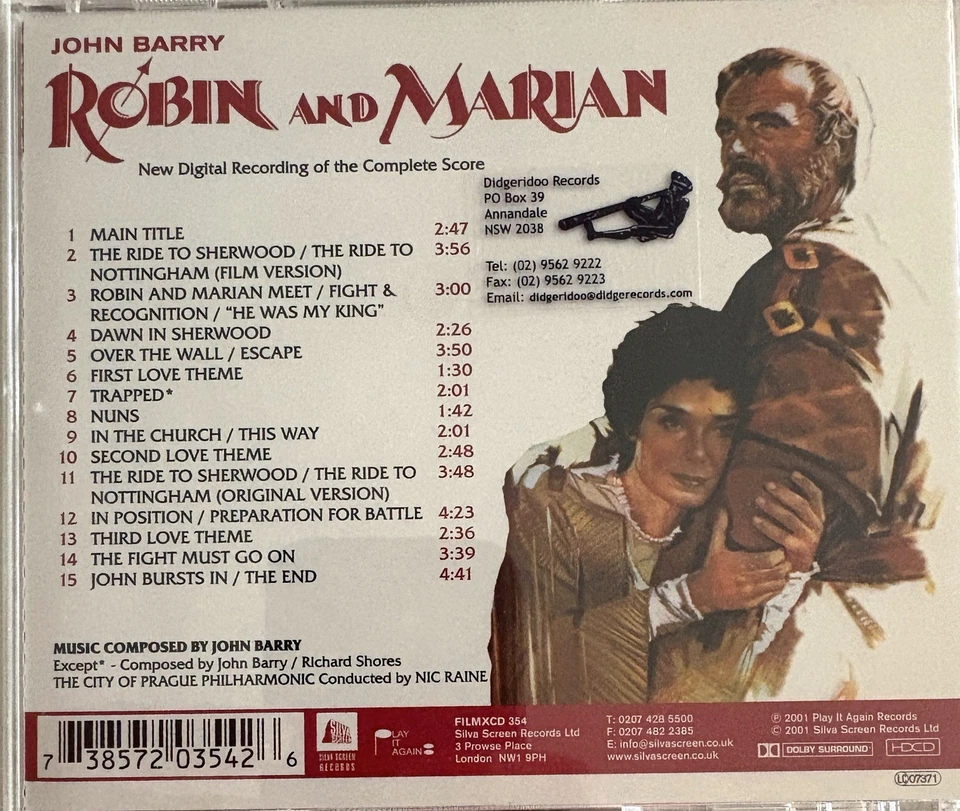 JOHN BARRY
ROBIN AND MARIAN
New Digital Recording of the Complete Score
Didgeridoo Records
PO Box 39
Annandale
NSW 2038
Tel: (02) 9562 9222
Fax: (02) 9562 9223
Email: didgeridoo@didgerecords.com
1 MAIN TITLE 2:47
2 THE RIDE TO SHERWOOD / THE RIDE TO 3:56
NOTTINGHAM (FILM VERSION)
3 ROBIN AND MARIAN MEET / FIGHT & 3:00
RECOGNITION / “HE WAS MY KING”
4 DAWN IN SHERWOOD 2:26
5 OVER THE WALL / ESCAPE 3:50
6 FIRST LOVE THEME 1:30
7 TRAPPED* 2:01
8 NUNS 1:42
9 IN THE CHURCH / THIS WAY 2:01
10 SECOND LOVE THEME 2:48
11 THE RIDE TO SHERWOOD / THE RIDE TO 3:48
NOTTINGHAM (ORIGINAL VERSION)
12 IN POSITION / PREPARATION FOR BATTLE 4:23
13 THIRD LOVE THEME 2:36
14 THE FIGHT MUST GO ON 3:39
15 JOHN BURSTS IN / THE END 4:41
MUSIC COMPOSED BY JOHN BARRY
Except* - Composed by John Barry / Richard Shores
THE CITY OF PRAGUE PHILHARMONIC Conducted by NIC RAINE
7 38572 03542 6
SILVA SCREEN
RECORDS
PLAY
IT
AGAIN
FILMXCD 354
Silva Screen Records Ltd
3 Prowse Place
London NW1 9PH
T: 0207 428 5500
F: 0207 482 2385
E: info@silvascreen.co.uk
www.silvascreen.co.uk
℗ 2001 Play It Again Records
© 2001 Silva Screen Records Ltd
DOLBY SURROUND
HDCD
LC07371